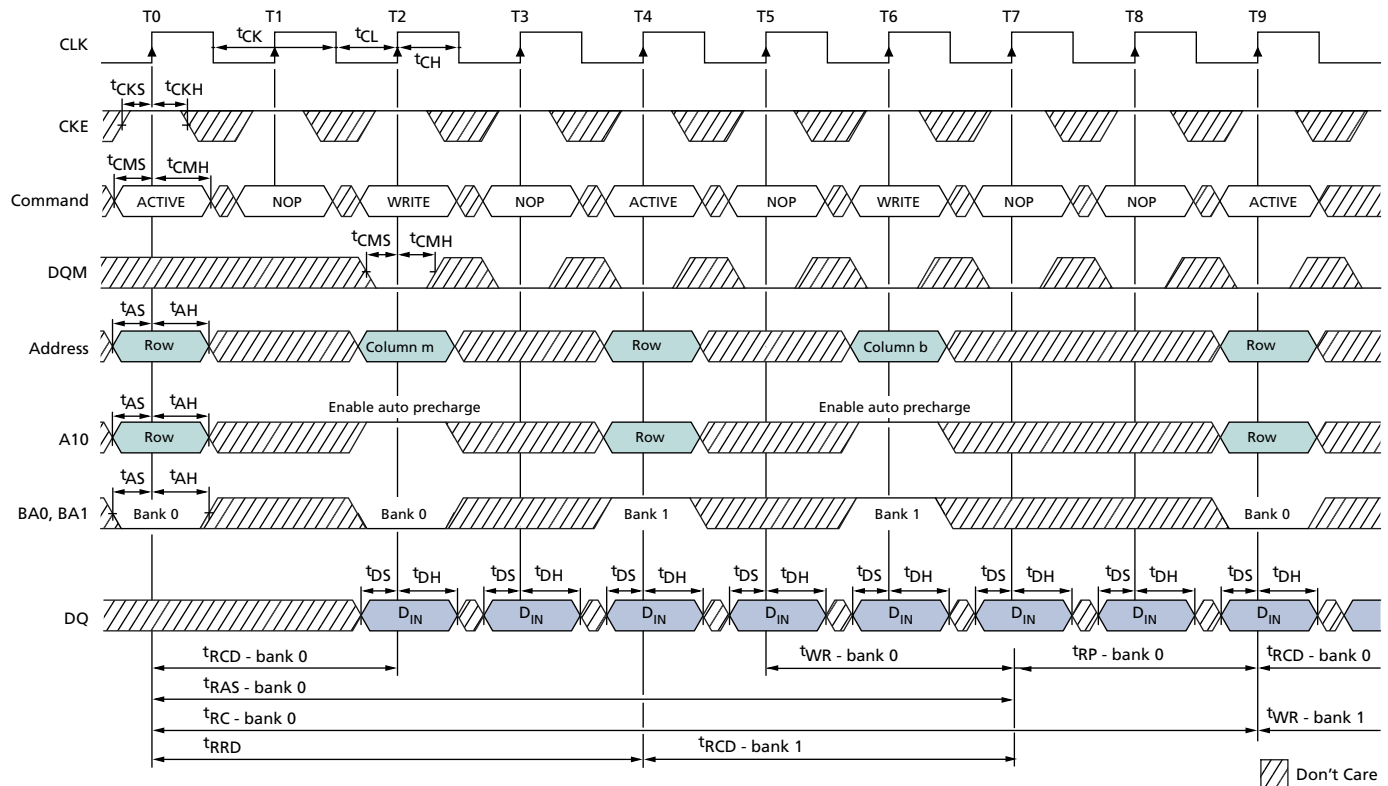 T0 T1 T2 T3 T4 T5 T6 T7 T8 T9
CLK
tCK tCL
tCH
tCKS tCKH
CKE
tCMS tCMH
Command ACTIVE NOP WRITE NOP ACTIVE NOP WRITE NOP NOP ACTIVE
tCMS tCMH
DQM
tAS tAH
Address Row Column m Row Column b Row
tAS tAH Enable auto precharge Enable auto precharge
A10 Row Row Row
tAS tAH
BA0, BA1 Bank 0 Bank 0 Bank 1 Bank 1 Bank 0
tDS tDH tDS tDH tDS tDH tDS tDH tDS tDH tDS tDH tDS tDH tDS tDH
DQ DIN DIN DIN DIN DIN DIN DIN DIN
tRCD - bank 0 tWR - bank 0 tRP - bank 0 tRCD - bank 0
tRAS - bank 0
tRC - bank 0 tWR - bank 1
tRRD tRCD - bank 1
Don't Care